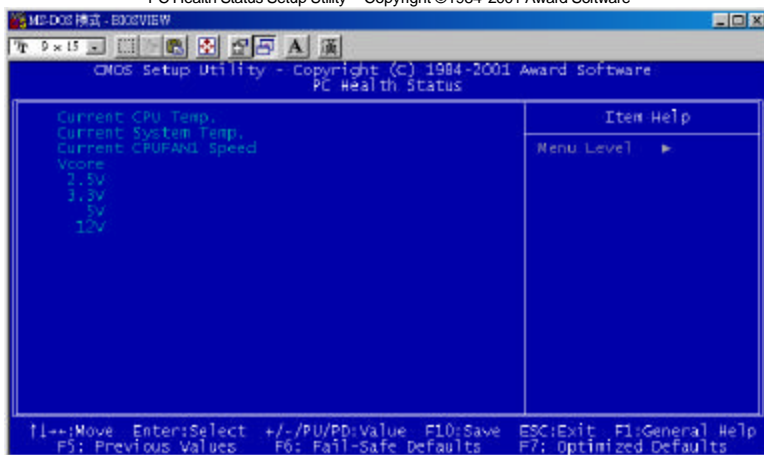 PC Health Status Setup Utility – Copyright ©1984-2001 Award Software
MS-DOS 模式 - BIOSVIEW
9 x 15
A 漢
CMOS Setup Utility - Copyright (C) 1984-2001 Award Software
PC Health Status
Current CPU Temp.
Current System Temp.
Current CPUFAN1 Speed
Vcore
2.5V
3.3V
5V
12V
Item Help
Menu Level ►
↑↓→←:Move Enter:Select +/-/PU/PD:Value F10:Save ESC:Exit F1:General Help
F5: Previous Values F6: Fail-Safe Defaults F7: Optimized Defaults